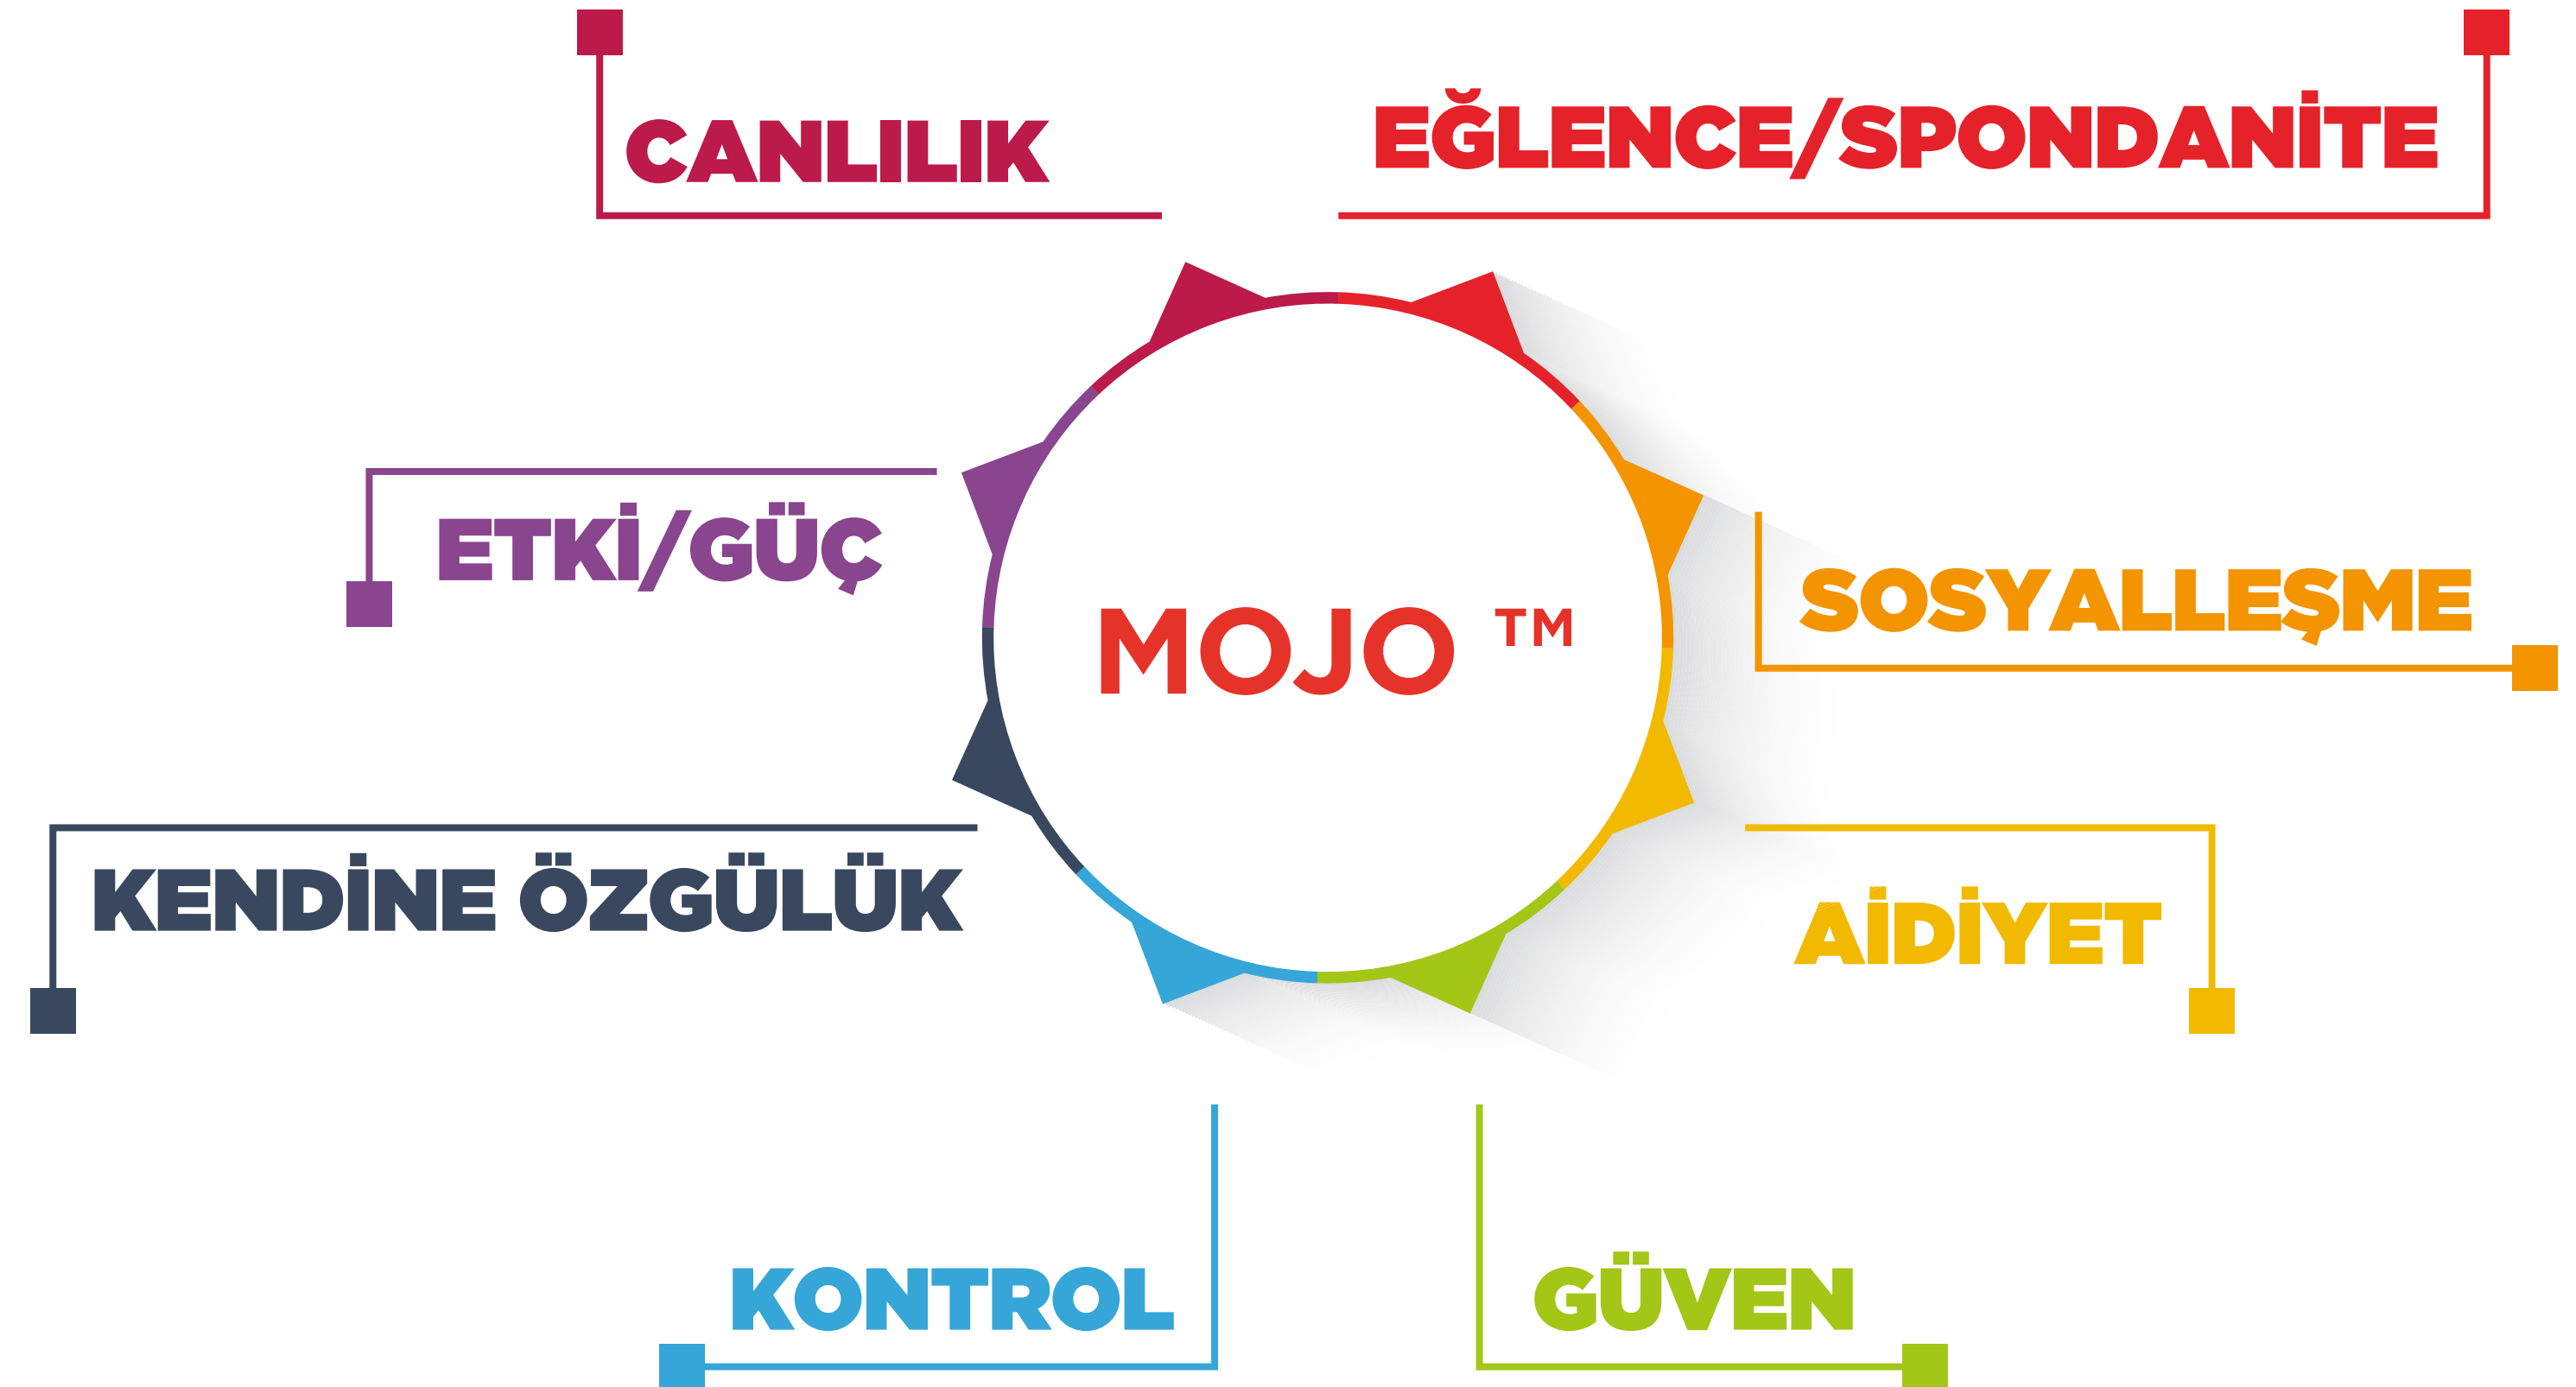 CANLILIK
EĞLENCE/SPONDANİTE
ETKİ/GÜÇ
SOSYALLEŞME
MOJO ™
KENDİNE ÖZGÜLÜK
AİDİYET
KONTROL
GÜVEN